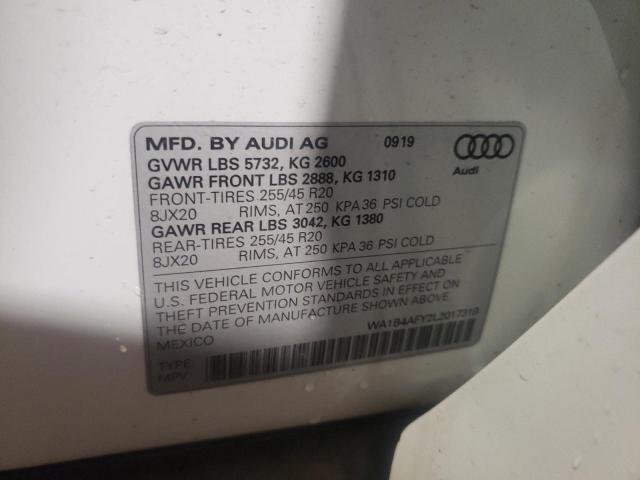 MFD. BY AUDI AG 09 19
GVWR LBS 5732, KG 2600
GAWR FRONT LBS 2888, KG 1310
FRONT-TIRES 255/45 R20
8JX20 RIMS, AT 250 KPA 36 PSI COLD
GAWR REAR LBS 3042, KG 1380
REAR-TIRES 255/45 R20
8JX20 RIMS, AT 250 KPA 36 PSI COLD
Audi
THIS VEHICLE CONFORMS TO ALL APPLICABLE
U.S. FEDERAL MOTOR VEHICLE SAFETY AND
THEFT PREVENTION STANDARDS IN EFFECT ON
THE DATE OF MANUFACTURE SHOWN ABOVE.
MEXICO
WA1B4AFY2L2017319
TYPE:
MPV